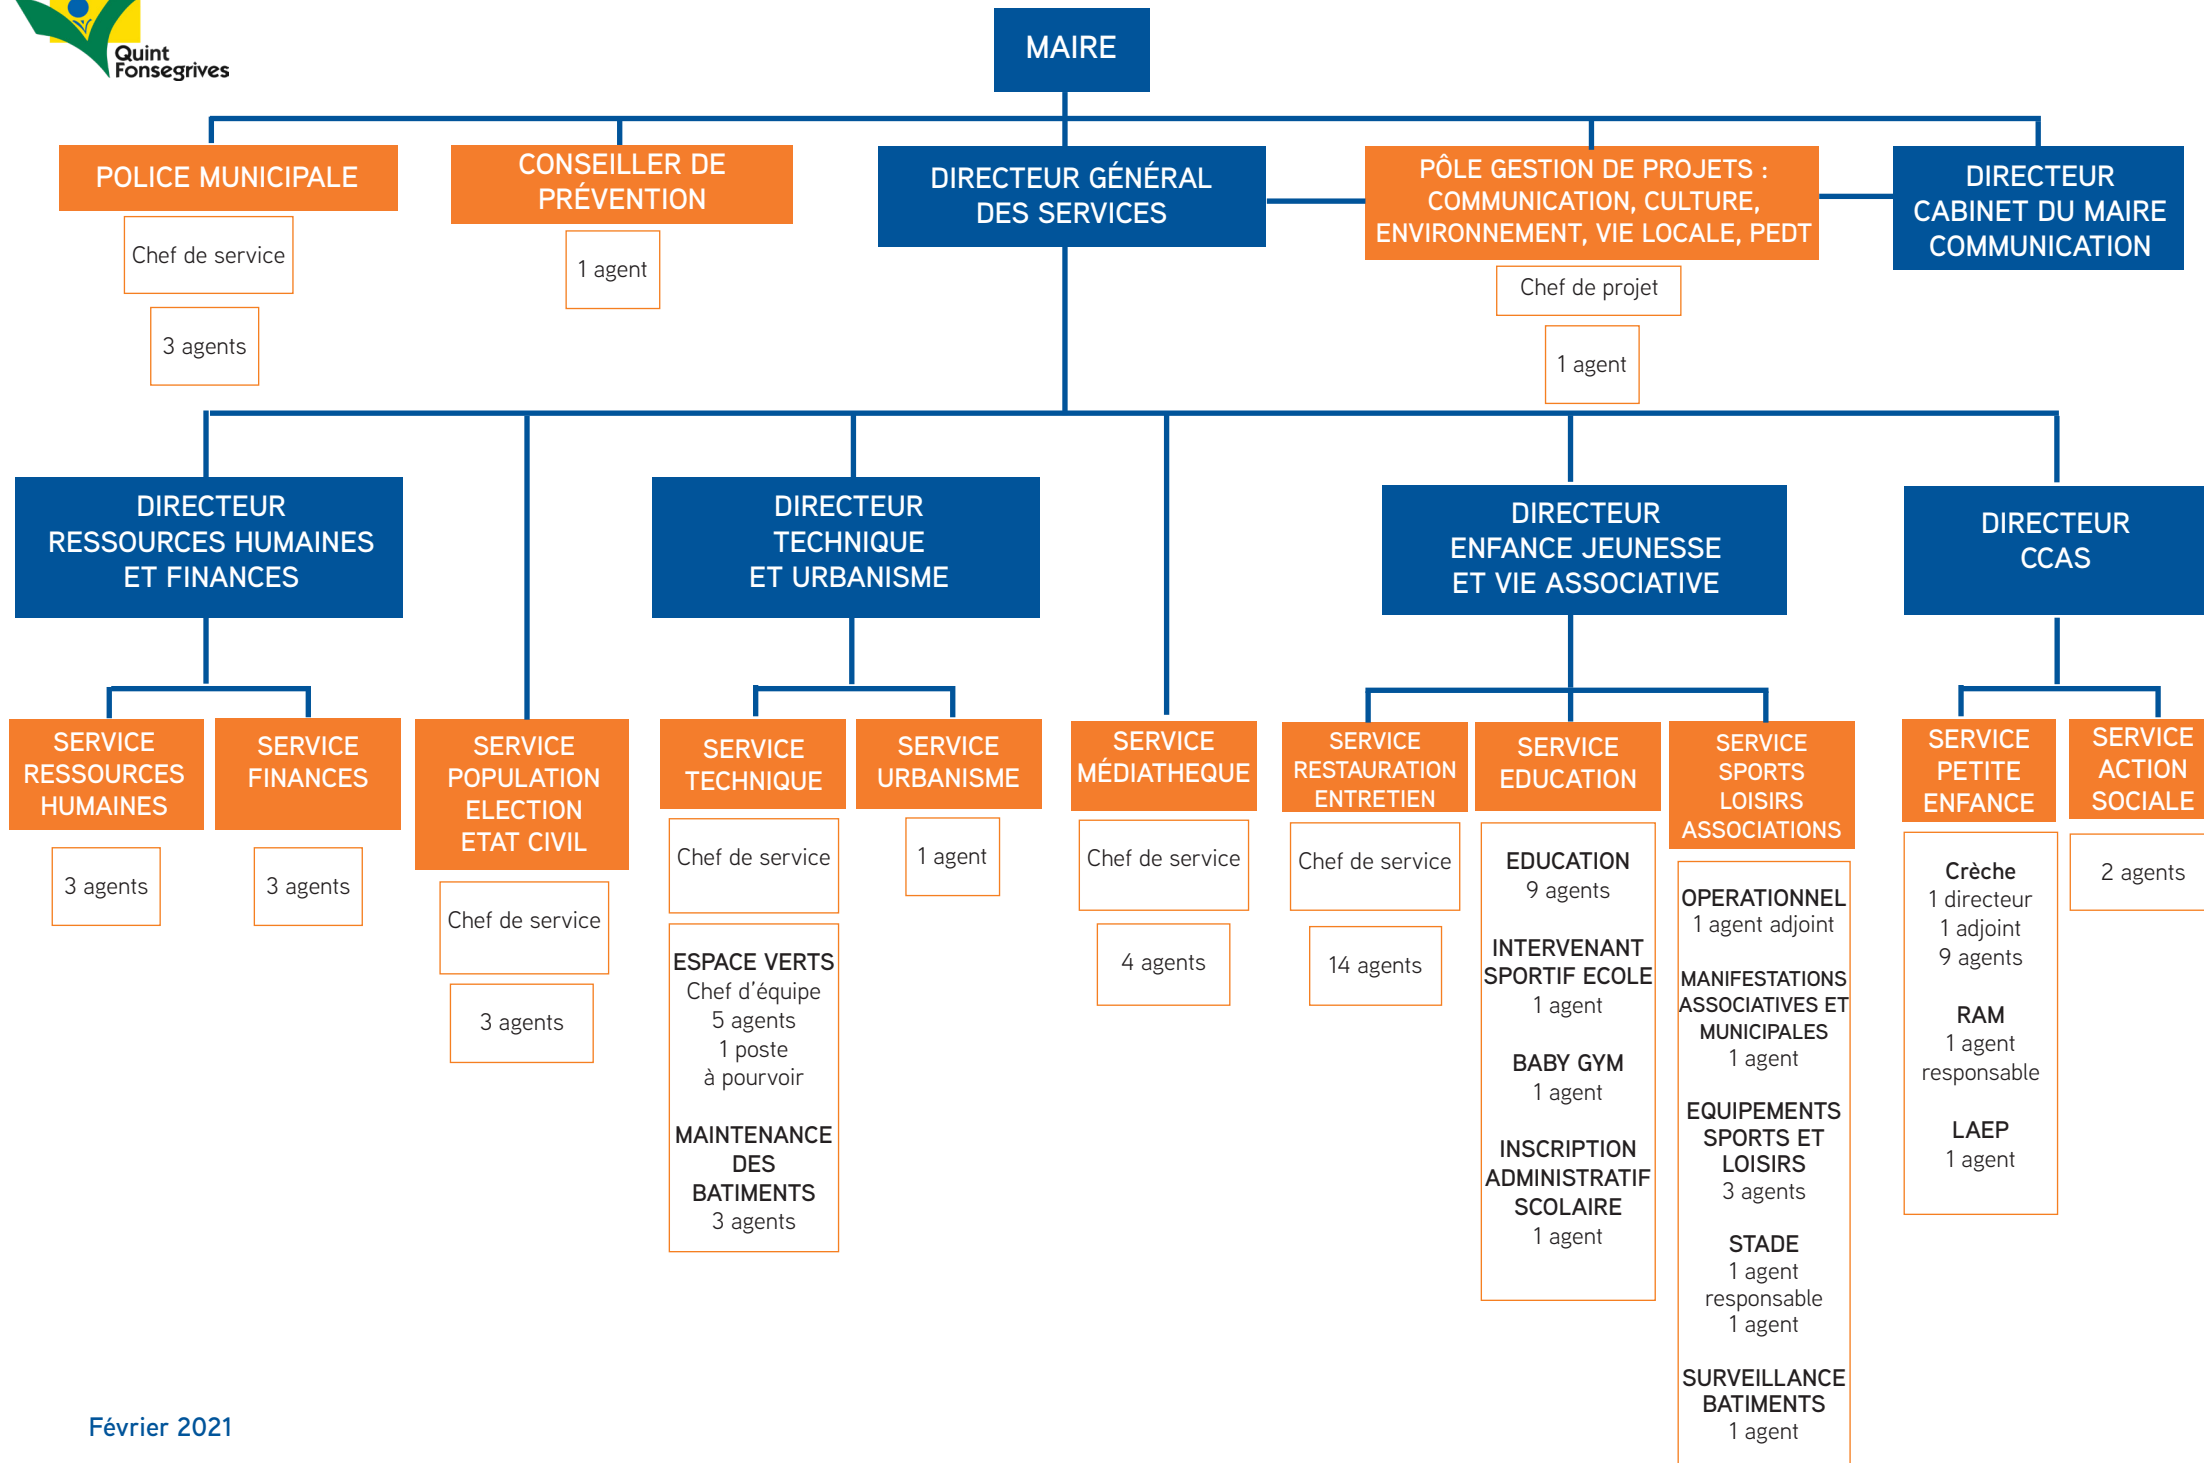 Quint
Fonsegrives
MAIRE
POLICE MUNICIPALE
Chef de service
3 agents
CONSEILLER DE
PRÉVENTION
1 agent
DIRECTEUR GÉNÉRAL
DES SERVICES
PÔLE GESTION DE PROJETS :
COMMUNICATION, CULTURE,
ENVIRONNEMENT, VIE LOCALE, PEDT
Chef de projet
1 agent
DIRECTEUR
CABINET DU MAIRE
COMMUNICATION
DIRECTEUR
RESSOURCES HUMAINES
ET FINANCES
DIRECTEUR
TECHNIQUE
ET URBANISME
DIRECTEUR
ENFANCE JEUNESSE
ET VIE ASSOCIATIVE
DIRECTEUR
CCAS
SERVICE
RESSOURCES
HUMAINES
3 agents
SERVICE
FINANCES
3 agents
SERVICE
POPULATION
ELECTION
ETAT CIVIL
Chef de service
3 agents
SERVICE
TECHNIQUE
Chef de service
ESPACE VERTS
Chef d'équipe
5 agents
1 poste
à pourvoir
MAINTENANCE
DES
BATIMENTS
3 agents
SERVICE
URBANISME
1 agent
SERVICE
MÉDIATHEQUE
Chef de service
4 agents
SERVICE
RESTAURATION
ENTRETIEN
Chef de service
14 agents
SERVICE
EDUCATION
EDUCATION
9 agents
INTERVENANT
SPORTIF ECOLE
1 agent
BABY GYM
1 agent
INSCRIPTION
ADMINISTRATIF
SCOLAIRE
1 agent
SERVICE
SPORTS
LOISIRS
ASSOCIATIONS
OPERATIONNEL
1 agent adjoint
MANIFESTATIONS
ASSOCIATIVES ET
MUNICIPALES
1 agent
EQUIPEMENTS
SPORTS ET
LOISIRS
3 agents
STADE
1 agent
responsable
1 agent
SURVEILLANCE
BATIMENTS
1 agent
SERVICE
PETITE
ENFANCE
Crèche
1 directeur
1 adjoint
9 agents
RAM
1 agent
responsable
LAEP
1 agent
SERVICE
ACTION
SOCIALE
2 agents
Février 2021